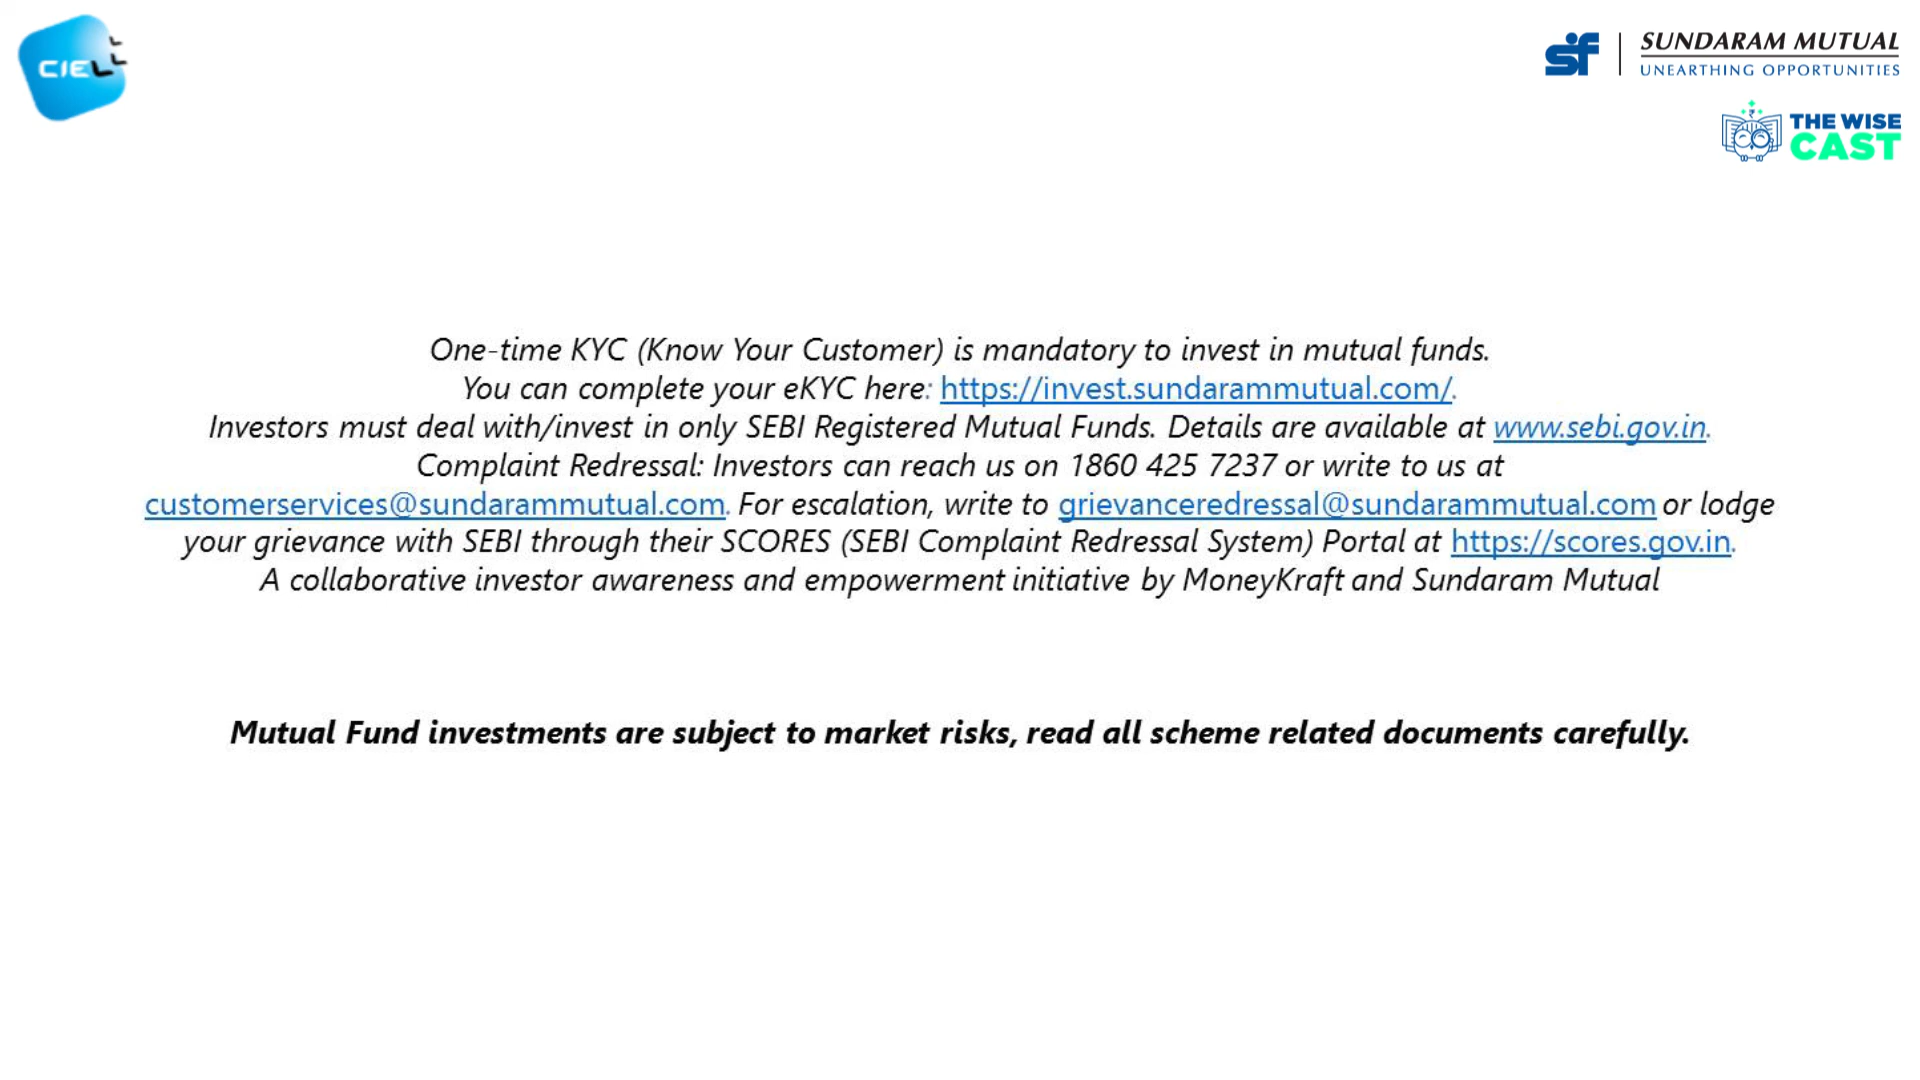 CIELL
SUNDARAM MUTUAL
UNEARTHING OPPORTUNITIES
THE WISE
CAST
One-time KYC (Know Your Customer) is mandatory to invest in mutual funds.
You can complete your eKYC here: https://invest.sundarammutual.com/.
Investors must deal with/invest in only SEBI Registered Mutual Funds. Details are available at www.sebi.gov.in.
Complaint Redressal: Investors can reach us on 1860 425 7237 or write to us at
customerservices@sundarammutual.com. For escalation, write to grievanceredressal@sundarammutual.com or lodge
your grievance with SEBI through their SCORES (SEBI Complaint Redressal System) Portal at https://scores.gov.in.
A collaborative investor awareness and empowerment initiative by MoneyKraft and Sundaram Mutual
Mutual Fund investments are subject to market risks, read all scheme related documents carefully.